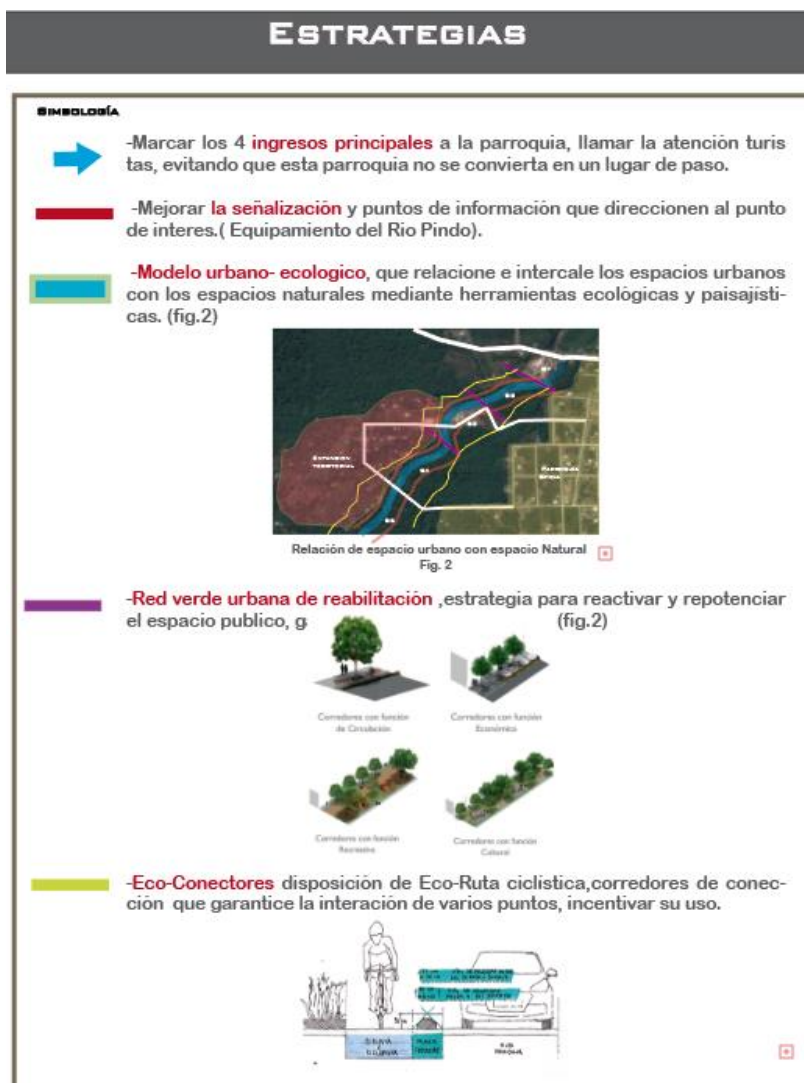 ESTRATEGIAS
SIMBOLOGÍA
-Marcar los 4 ingresos principales a la parroquia, llamar la atención turis
tas, evitando que esta parroquia no se convierta en un lugar de paso.
-Mejorar la señalización y puntos de información que direccionen al punto
de interes.( Equipamiento del Rio Pindo).
-Modelo urbano- ecologico, que relacione e intercale los espacios urbanos
con los espacios naturales mediante herramientas ecológicas y paisajísti-
cas. (fig.2)
EXPANSION
TERRITORIAL
PARROQUIA
Relación de espacio urbano con espacio Natural
Fig. 2
-Red verde urbana de reabilitación ,estrategia para reactivar y repotenciar
el espacio publico, g (fig.2)
Corredores con función
de Circulación
Corredores con función
Económica
Corredores con función
Recreativa
Corredores con función
Cultural
-Eco-Conectores disposición de Eco-Ruta ciclistica,corredores de conec-
ción que garantice la interación de varios puntos, incentivar su uso.